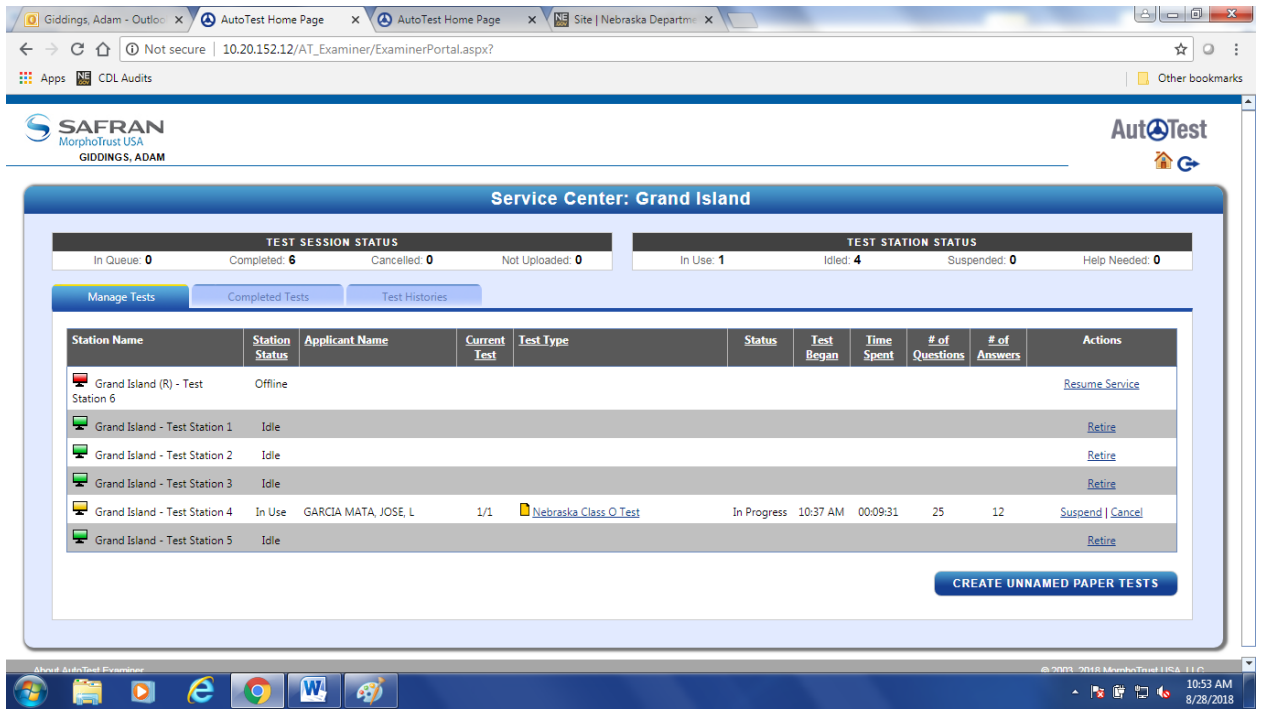 Giddings, Adam - Outloo
AutoTest Home Page
AutoTest Home Page
Site | Nebraska Departme
Not secure | 10.20.152.12/AT_Examiner/ExaminerPortal.aspx?
Apps NE GOV CDL Audits Other bookmarks
SAFRAN
MorphoTrust USA
GIDDINGS, ADAM
AutoTest
Service Center: Grand Island
TEST SESSION STATUS
In Queue: 0 Completed: 6 Cancelled: 0 Not Uploaded: 0
TEST STATION STATUS
In Use: 1 Idled: 4 Suspended: 0 Help Needed: 0
Manage Tests Completed Tests Test Histories
Station Name Station Status Applicant Name Current Test Test Type Status Test Began Time Spent # of Questions # of Answers Actions
Grand Island (R) - Test Station 6 Offline Resume Service
Grand Island - Test Station 1 Idle Retire
Grand Island - Test Station 2 Idle Retire
Grand Island - Test Station 3 Idle Retire
Grand Island - Test Station 4 In Use GARCIA MATA, JOSE, L 1/1 Nebraska Class O Test In Progress 10:37 AM 00:09:31 25 12 Suspend | Cancel
Grand Island - Test Station 5 Idle Retire
CREATE UNNAMED PAPER TESTS
About AutoTest Examiner © 2003, 2018 MorphoTrust USA, LLC
10:53 AM
8/28/2018